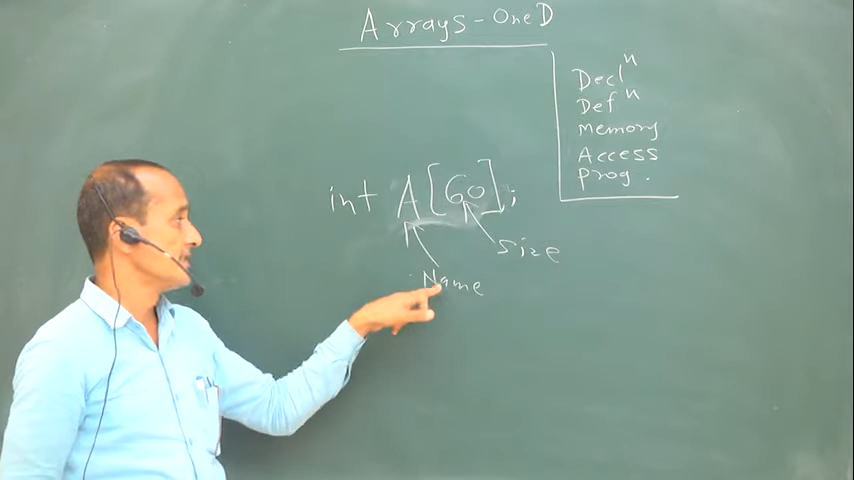 Arrays - One D
Declⁿ
Defⁿ
Memory
Access
Prog.
int A[60];
Size
Name